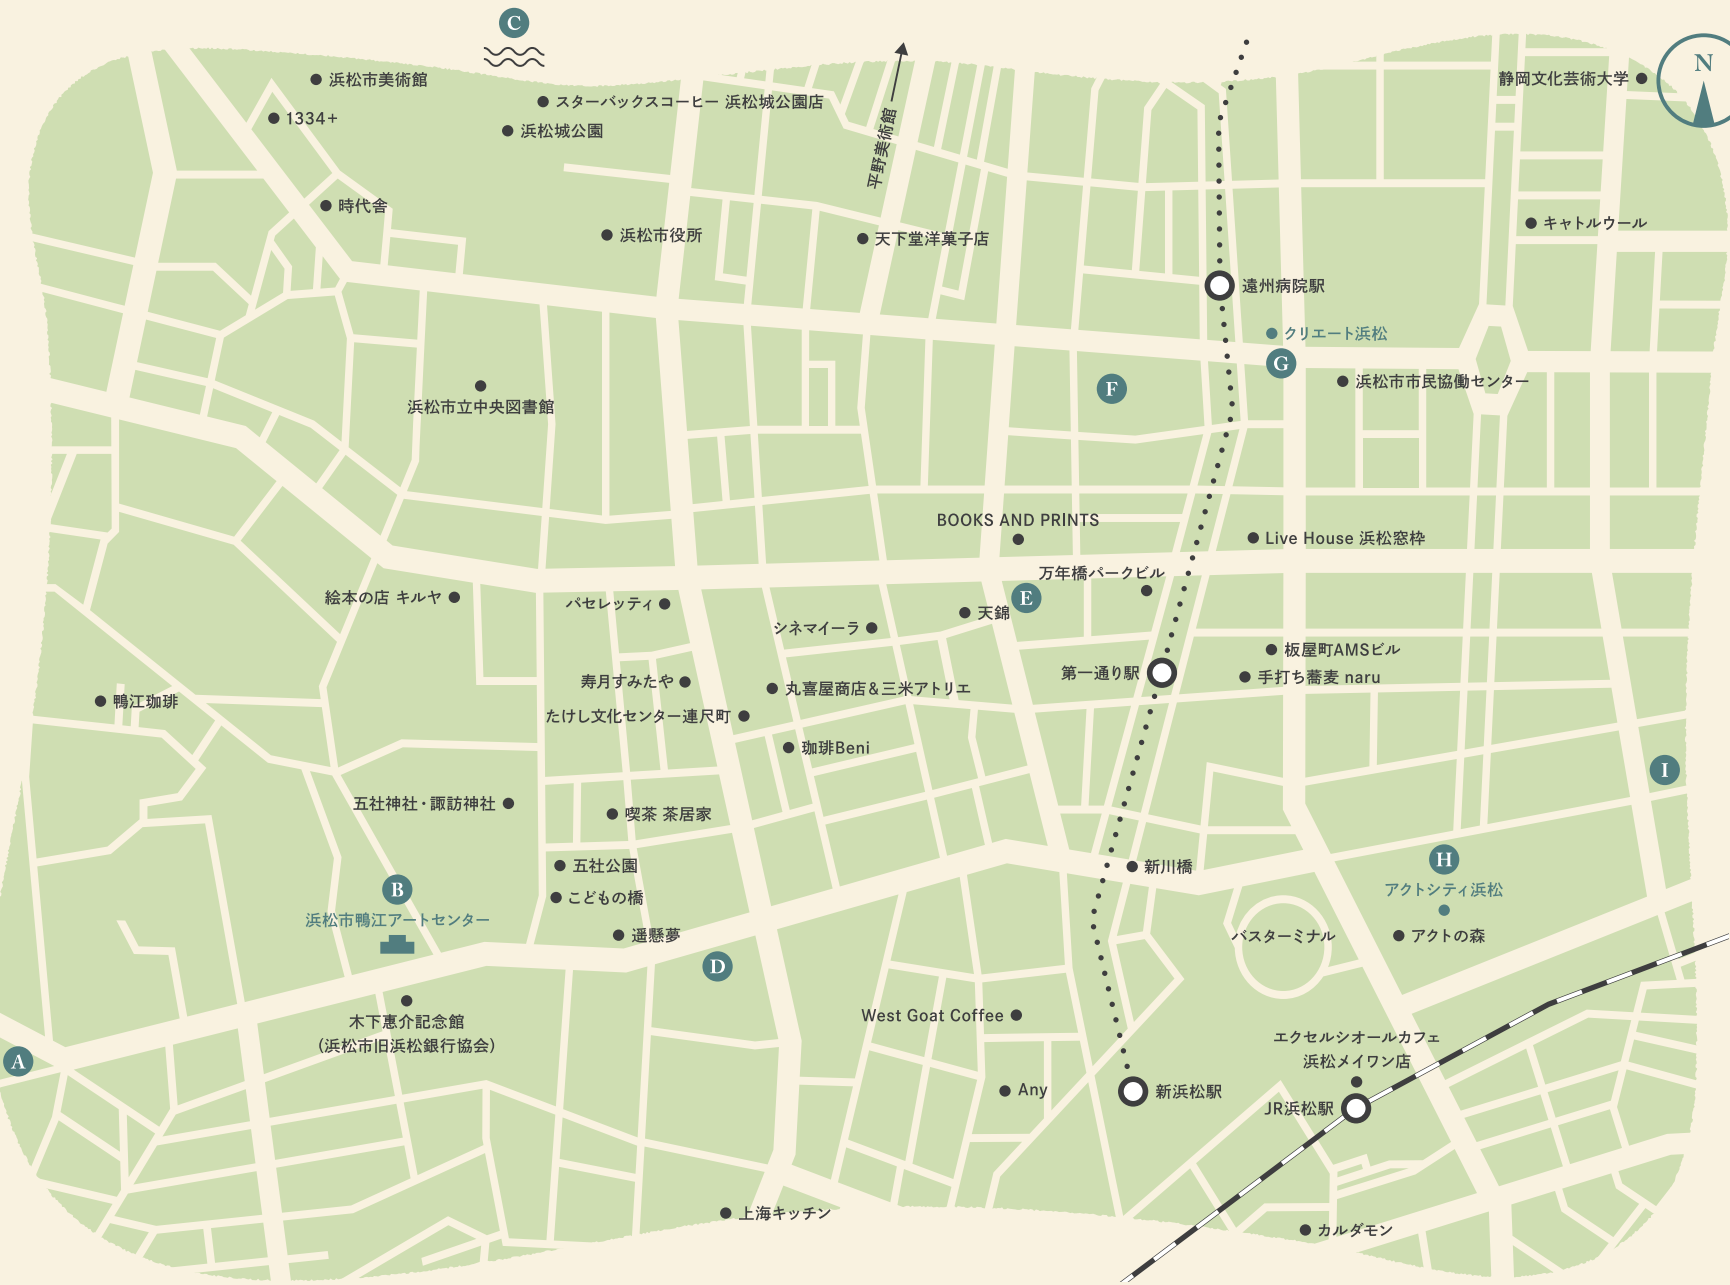 C
N
浜松市美術館
静岡文化芸術大学
スターバックスコーヒー 浜松城公園店
1334+
浜松城公園
平野美術館
時代舎
キャトルウール
浜松市役所
天下堂洋菓子店
遠州病院駅
クリエート浜松
G
浜松市市民協働センター
F
浜松市立中央図書館
BOOKS AND PRINTS
Live House 浜松窓枠
万年橋パークビル
絵本の店 キルヤ
パセレッティ
E
天錦
シネマイーラ
板屋町AMSビル
第一通り駅
手打ち蕎麦 naru
寿月すみたや
丸喜屋商店&三米アトリエ
鴨江珈琲
たけし文化センター連尺町
珈琲Beni
I
五社神社・諏訪神社
喫茶 茶居家
五社公園
新川橋
H
アクトシティ浜松
B
こどもの橋
浜松市鴨江アートセンター
遥懸夢
バスターミナル
アクトの森
D
木下惠介記念館
(浜松市旧浜松銀行協会)
West Goat Coffee
エクセルシオールカフェ
浜松メイワン店
A
Any
新浜松駅
JR浜松駅
上海キッチン
カルダモン